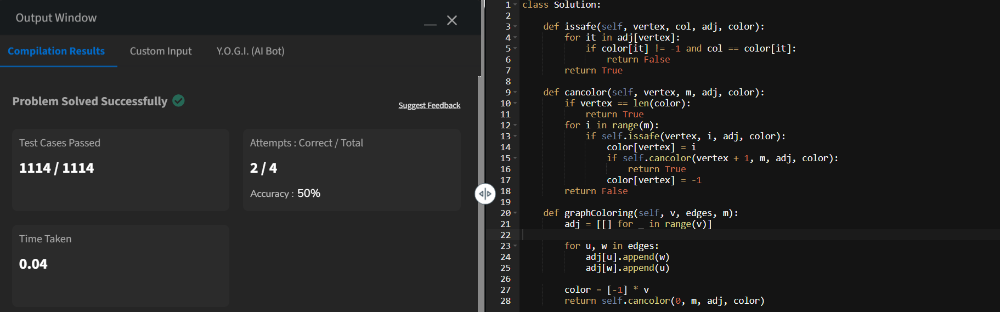 Output Window
Compilation Results Custom Input Y.O.G.I. (AI Bot)
Problem Solved Successfully
Suggest Feedback
Test Cases Passed
1114 / 1114
Attempts : Correct / Total
2 / 4
Accuracy : 50%
Time Taken
0.04
1 class Solution:
2
3     def issafe(self, vertex, col, adj, color):
4         for it in adj[vertex]:
5             if color[it] != -1 and col == color[it]:
6                 return False
7         return True
8
9     def cancolor(self, vertex, m, adj, color):
10         if vertex == len(color):
11             return True
12         for i in range(m):
13             if self.issafe(vertex, i, adj, color):
14                 color[vertex] = i
15                 if self.cancolor(vertex + 1, m, adj, color):
16                     return True
17                 color[vertex] = -1
18         return False
19
20     def graphColoring(self, v, edges, m):
21         adj = [[] for _ in range(v)]
22
23         for u, w in edges:
24             adj[u].append(w)
25             adj[w].append(u)
26
27         color = [-1] * v
28         return self.cancolor(0, m, adj, color)